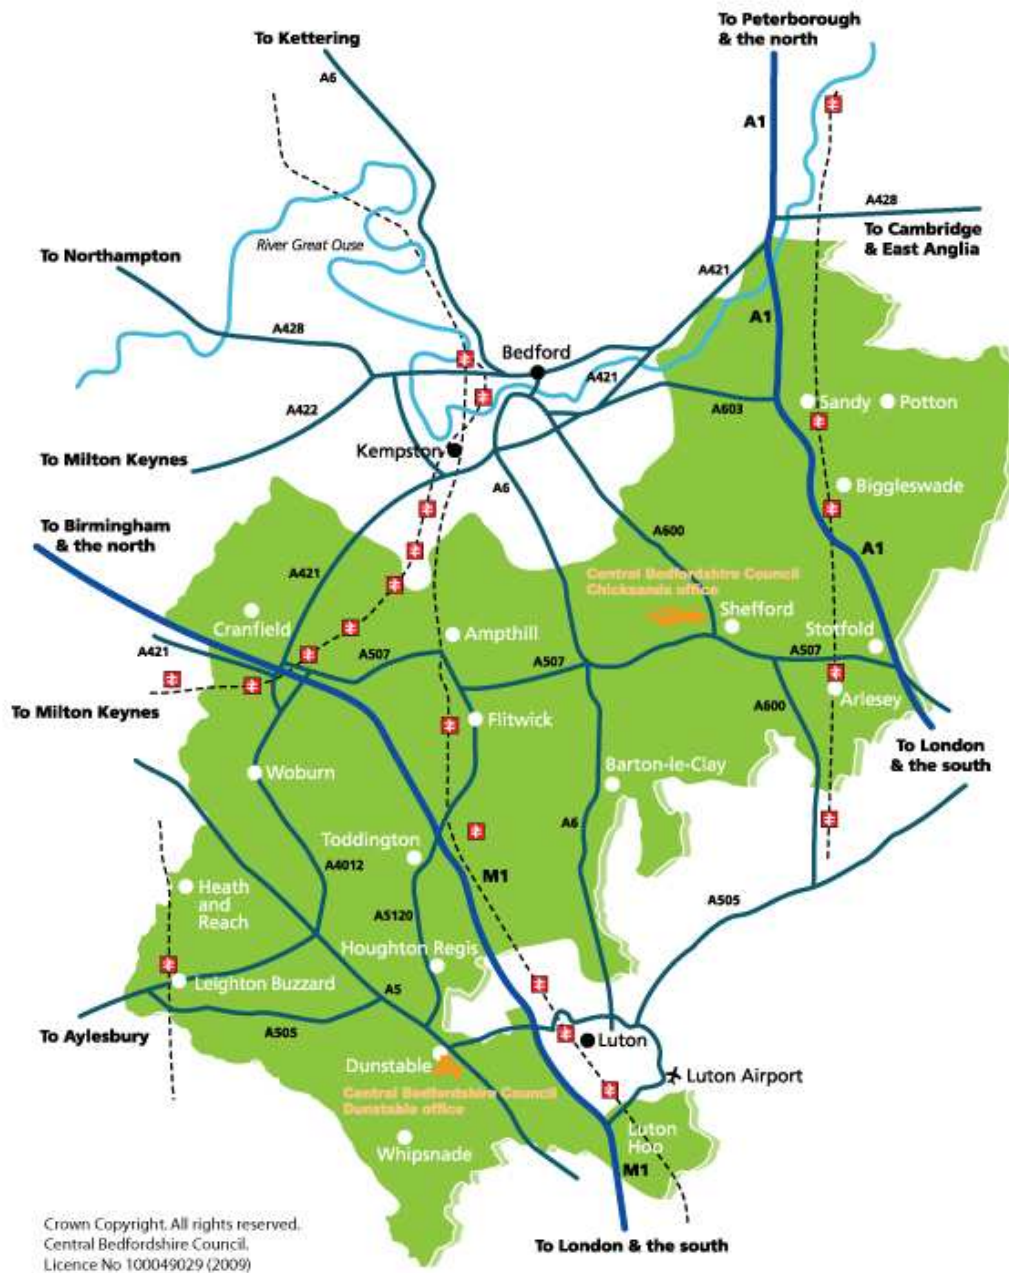 To Peterborough
& the north
To Kettering
A6
A1
A428
To Cambridge
& East Anglia
River Great Ouse
To Northampton
A421
A428
A1
Bedford
A421
A422
A603
Sandy
Potton
Kempston
To Milton Keynes
A6
Biggleswade
To Birmingham
& the north
A600
A1
A421
Central Bedfordshire Council
Chicksands office
Shefford
Cranfield
Ampthill
Stotfold
A421
A507
A507
A507
To Milton Keynes
Arlesey
A600
Flitwick
To London
& the south
Woburn
Barton-le-Clay
Toddington
A6
A4012
M1
Heath
and
Reach
A505
A5120
Houghton Regis
Leighton Buzzard
A5
To Aylesbury
A505
Luton
Dunstable
Luton Airport
Central Bedfordshire Council
Dunstable office
Luton
Hoo
Whipsnade
M1
Crown Copyright. All rights reserved.
Central Bedfordshire Council.
Licence No 100049029 (2009)
To London & the south